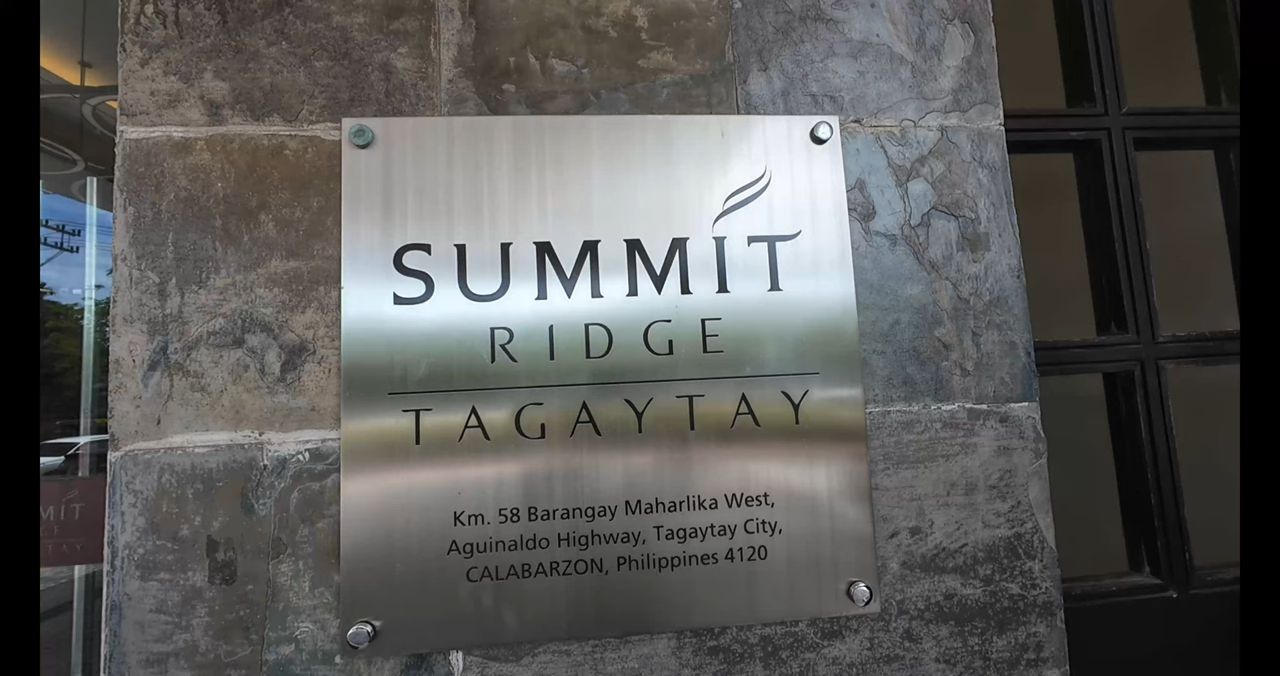 SUMMIT
RIDGE
TAGAYTAY
Km. 58 Barangay Maharlika West,
Aguinaldo Highway, Tagaytay City,
CALABARZON, Philippines 4120